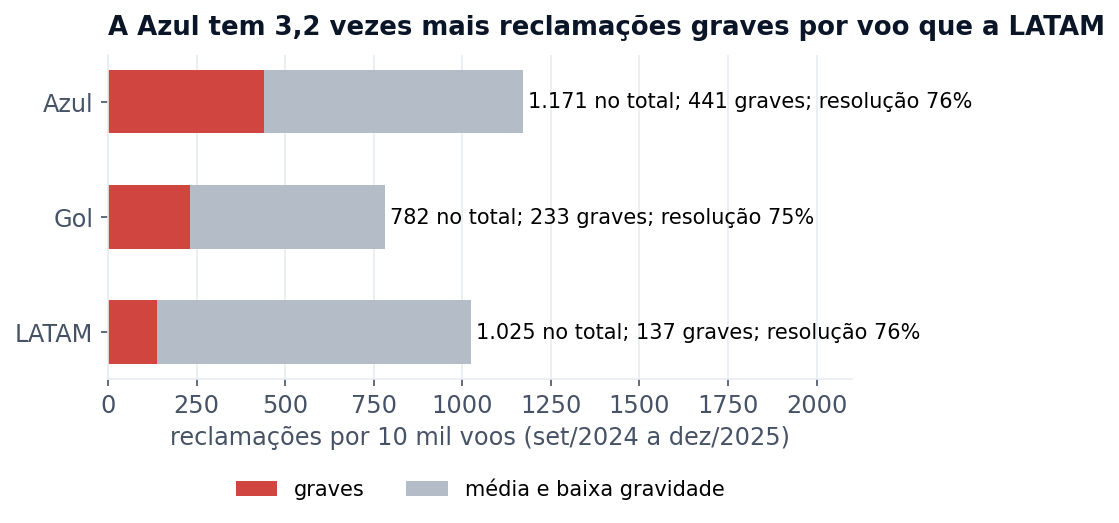 A Azul tem 3,2 vezes mais reclamações graves por voo que a LATAM
Azul
1.171 no total; 441 graves; resolução 76%
Gol
782 no total; 233 graves; resolução 75%
LATAM
1.025 no total; 137 graves; resolução 76%
0 250 500 750 1000 1250 1500 1750 2000
reclamações por 10 mil voos (set/2024 a dez/2025)
graves média e baixa gravidade